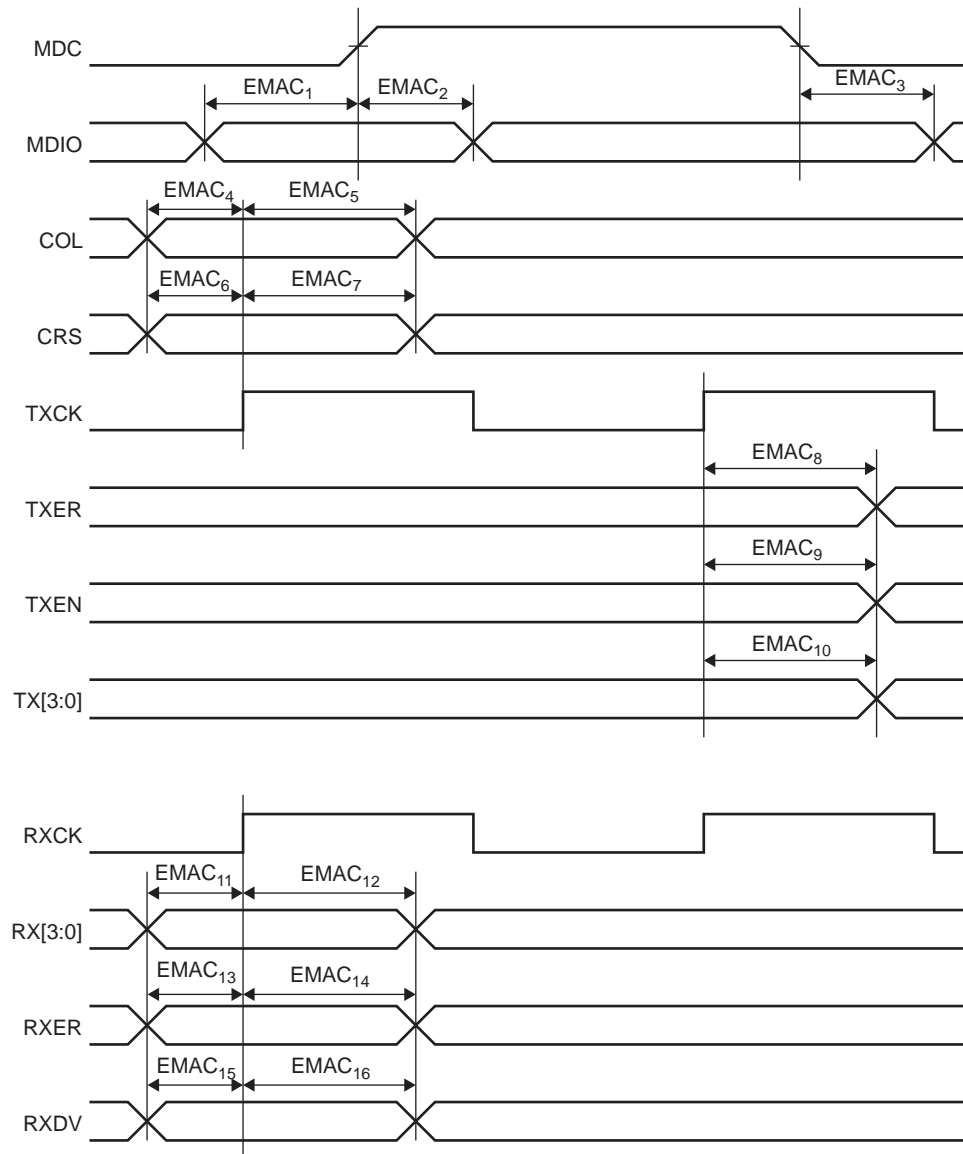 MDC
EMAC1 EMAC2 EMAC3
MDIO
EMAC4 EMAC5
COL
EMAC6 EMAC7
CRS
TXCK
EMAC8
TXER
EMAC9
TXEN
EMAC10
TX[3:0]
RXCK
EMAC11 EMAC12
RX[3:0]
EMAC13 EMAC14
RXER
EMAC15 EMAC16
RXDV